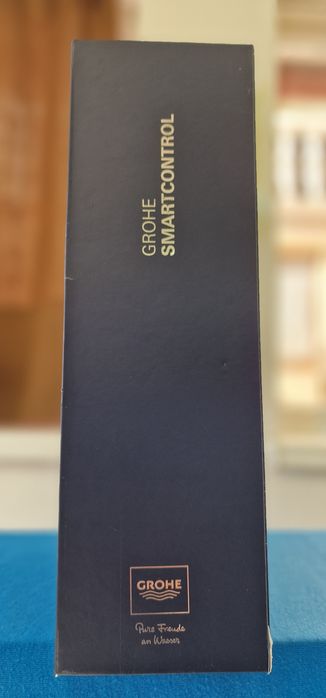 GROHE
SMARTCONTROL
GROHE
Pure Freude
an Wasser